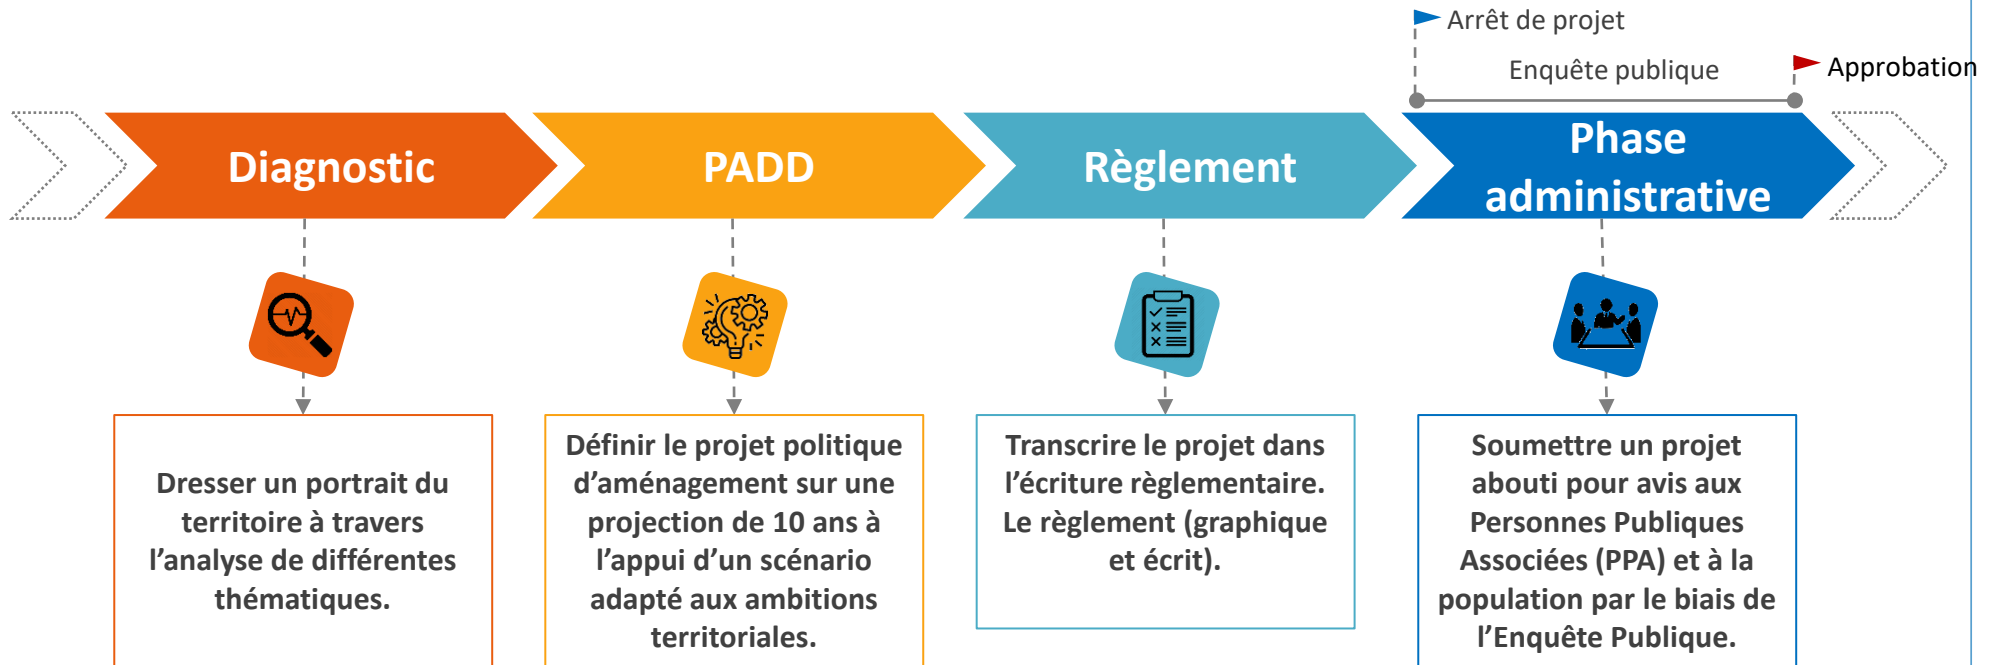 Arrêt de projet
Enquête publique
Approbation
Diagnostic
PADD
Règlement
Phase
administrative
Dresser un portrait du
territoire à travers
l’analyse de différentes
thématiques.
Définir le projet politique
d’aménagement sur une
projection de 10 ans à
l’appui d’un scénario
adapté aux ambitions
territoriales.
Transcrire le projet dans
l’écriture règlementaire.
Le règlement (graphique
et écrit).
Soumettre un projet
abouti pour avis aux
Personnes Publiques
Associées (PPA) et à la
population par le biais de
l’Enquête Publique.